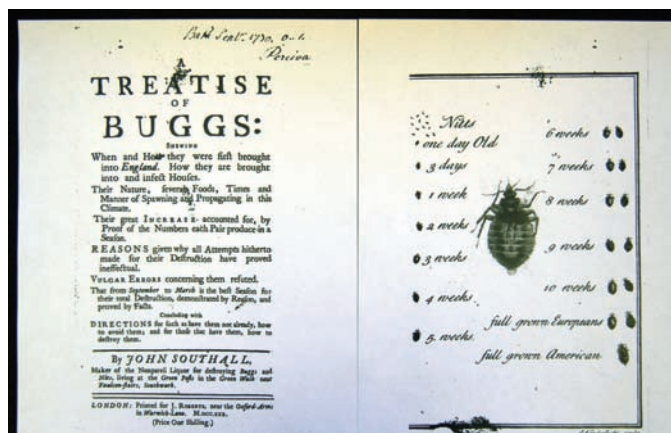 Sept. 1730,
A
TREATISE
OF
BUGGS:
SHEWING
When and How they were first brought
into England. How they are brought
into and infest Houses.
Their Nature, several Foods, Times and
Manner of Spawning and Propagating in this
Climate.
Their great INCREASE accounted for, by
Proof of the Numbers each Pair produce in a
Season.
REASONS given why all Attempts hitherto
made for their Destruction have proved
ineffectual.
VULGAR ERRORS concerning them refuted.
That from September to March is the best Season for
their total Destruction, demonstrated by Reason, and
proved by Facts.
Concluding with
DIRECTIONS for such as have them not already, how
to avoid them; and for those that have them, how to
destroy them.
By JOHN SOUTHALL,
Maker of the Nonpareil Liquor for destroying Buggs and
Nits, living at the Green Posts in the Green Walk near
Faulcon-stairs, Southwark.
LONDON: Printed for J. ROBERTS, near the Oxford-Arms
in Warwick-Lane. M.DCC.XXX.
(Price One Shilling.)
Nitts
one day Old
3 days
1 week
2 weeks
3 weeks
4 weeks
5 weeks
6 weeks
7 weeks
8 weeks
9 weeks
10 weeks
full grown Europeans
full grown American